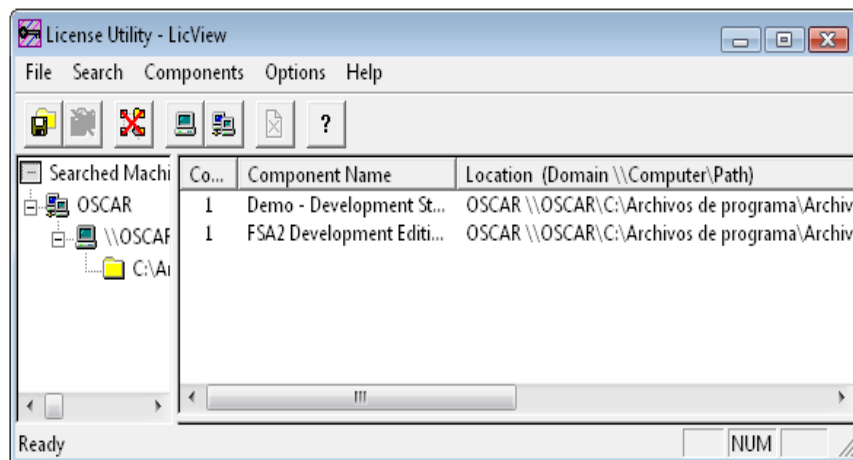 License Utility - LicView
File Search Components Options Help
?
Searched Machi
OSCAR
\\OSCAF
C:\Ar
Co... Component Name Location (Domain \\Computer\Path)
1 Demo - Development St... OSCAR \\OSCAR\C:\Archivos de programa\Archiv
1 FSA2 Development Editi... OSCAR \\OSCAR\C:\Archivos de programa\Archiv
Ready NUM